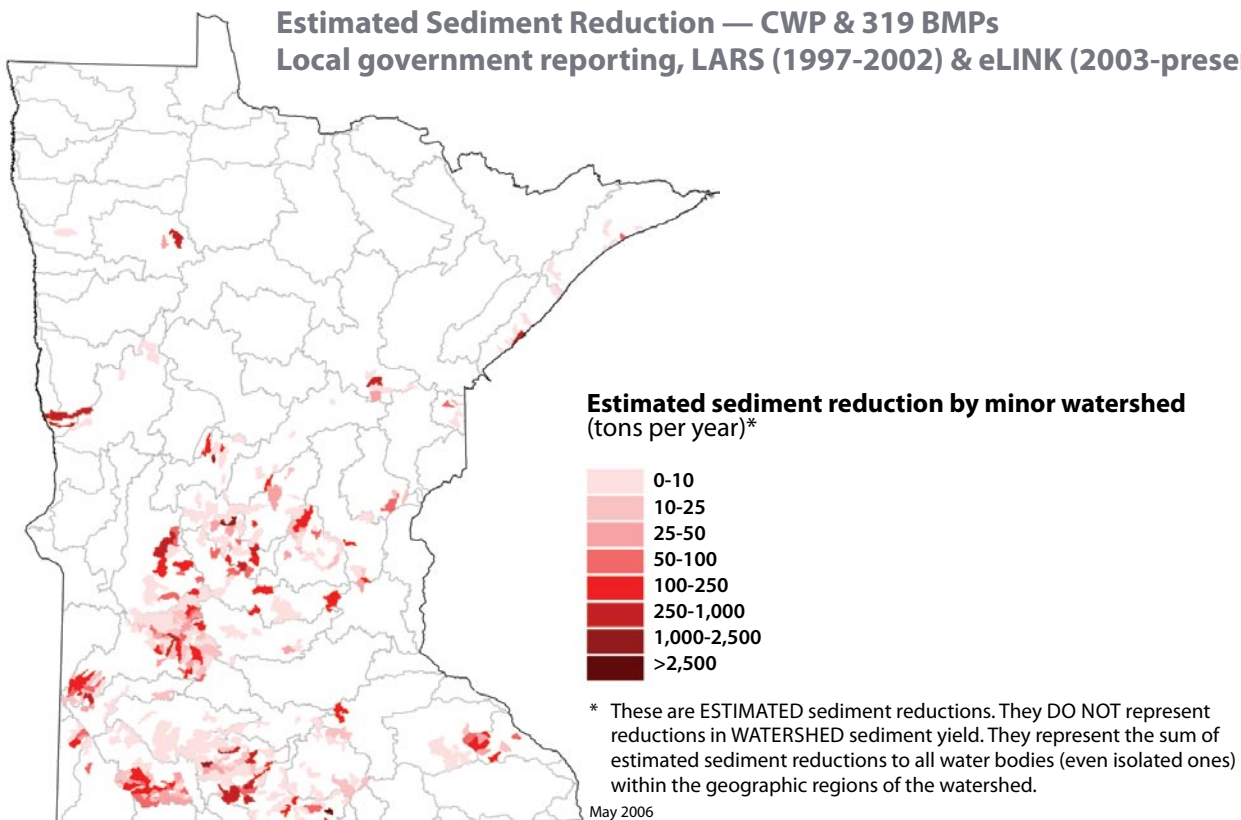 Estimated Sediment Reduction — CWP & 319 BMPs
Local government reporting, LARS (1997-2002) & eLINK (2003-prese
Estimated sediment reduction by minor watershed
(tons per year)*
0-10
10-25
25-50
50-100
100-250
250-1,000
1,000-2,500
>2,500
* These are ESTIMATED sediment reductions. They DO NOT represent
reductions in WATERSHED sediment yield. They represent the sum of
estimated sediment reductions to all water bodies (even isolated ones)
within the geographic regions of the watershed.
May 2006